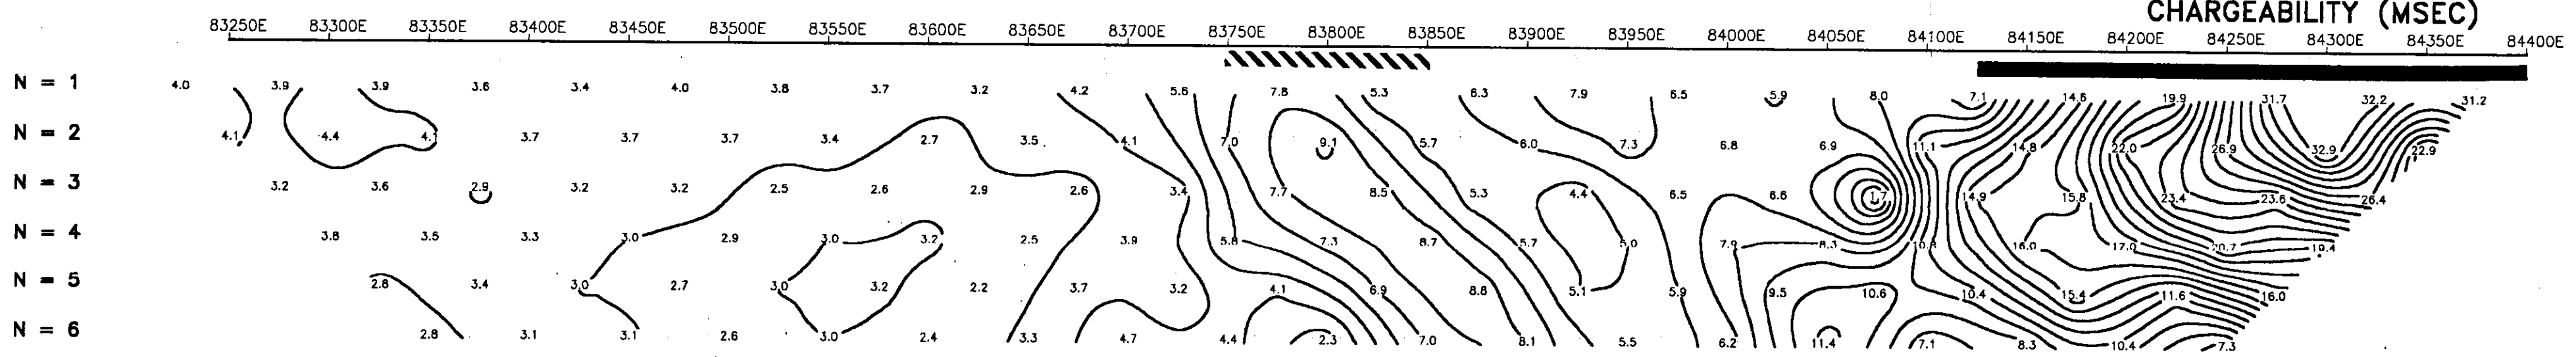 CHARGEABILITY (MSEC)
83250E 83300E 83350E 83400E 83450E 83500E 83550E 83600E 83650E 83700E 83750E 83800E 83850E 83900E 83950E 84000E 84050E 84100E 84150E 84200E 84250E 84300E 84350E 84400E
N = 1 4.0 3.9 3.9 3.6 3.4 4.0 3.8 3.7 3.2 4.2 5.6 7.8 5.3 6.3 7.9 6.5 5.9 8.0 7.1 14.6 19.9 31.7 32.2 31.2
N = 2 4.1 4.4 4.1 3.7 3.7 3.7 3.4 2.7 3.5 4.1 7.0 9.1 5.7 6.0 7.3 6.8 6.9 11.1 14.8 22.0 26.9 32.9 22.9
N = 3 3.2 3.6 2.9 3.2 3.2 2.5 2.6 2.9 2.6 3.4 7.7 8.5 5.3 4.4 6.5 6.6 1.7 14.9 15.8 23.4 23.6 26.4
N = 4 3.8 3.5 3.3 3.0 2.9 3.0 3.2 2.5 3.9 5.8 7.3 8.7 5.7 5.0 7.9 8.3 10.8 16.0 17.0 20.7 19.4
N = 5 2.8 3.4 3.0 2.7 3.0 3.2 2.2 3.7 3.2 4.1 6.9 8.8 5.1 5.9 9.5 10.6 10.4 15.4 11.6 16.0
N = 6 2.8 3.1 3.1 2.6 3.0 2.4 3.3 4.7 4.4 2.3 7.0 8.1 5.5 6.2 11.4 7.1 8.3 10.4 7.3